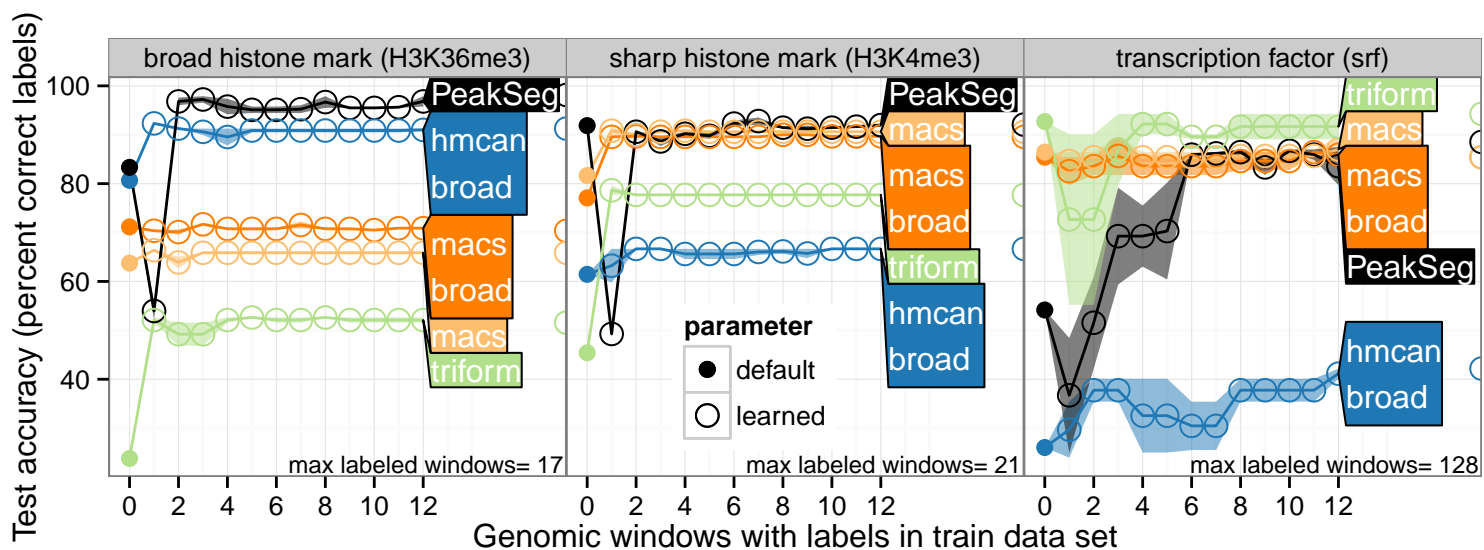 broad histone mark (H3K36me3)
sharp histone mark (H3K4me3)
transcription factor (srf)
Test accuracy (percent correct labels)
100
80
60
40
PeakSeg
hmcan
broad
macs
broad
macs
triform
max labeled windows= 17
PeakSeg
macs
macs
broad
triform
hmcan
broad
parameter
default
learned
max labeled windows= 21
triform
macs
macs
broad
PeakSeg
hmcan
broad
max labeled windows= 128
0 2 4 6 8 10 12
0 2 4 6 8 10 12
0 2 4 6 8 10 12
Genomic windows with labels in train data set